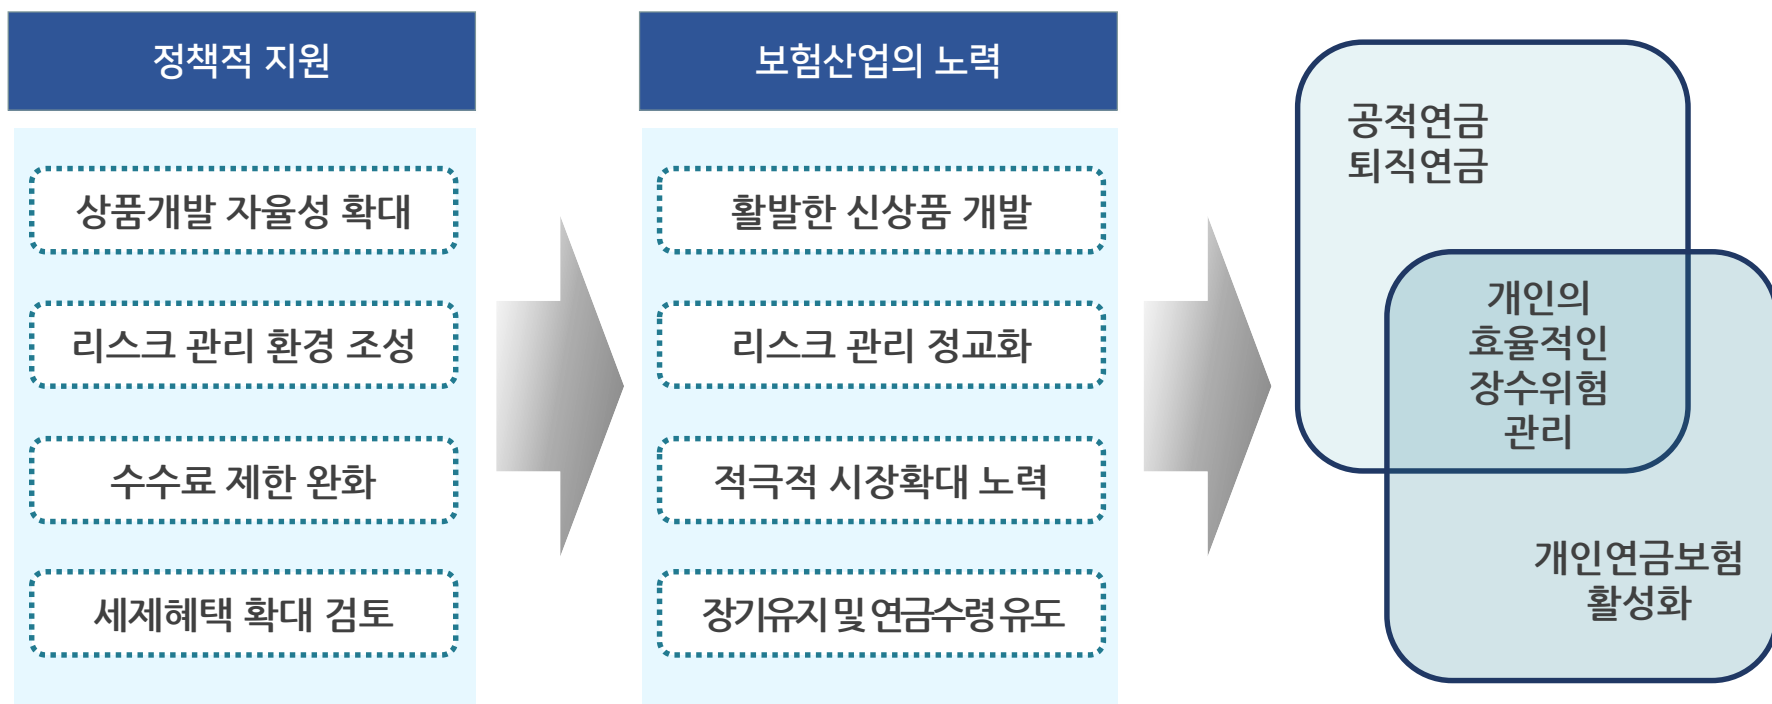 정책적 지원
상품개발 자율성 확대
리스크 관리 환경 조성
수수료 제한 완화
세제혜택 확대 검토
보험산업의 노력
활발한 신상품 개발
리스크 관리 정교화
적극적 시장확대 노력
장기유지 및 연금수령 유도
공적연금
퇴직연금
개인의
효율적인
장수위험
관리
개인연금보험
활성화